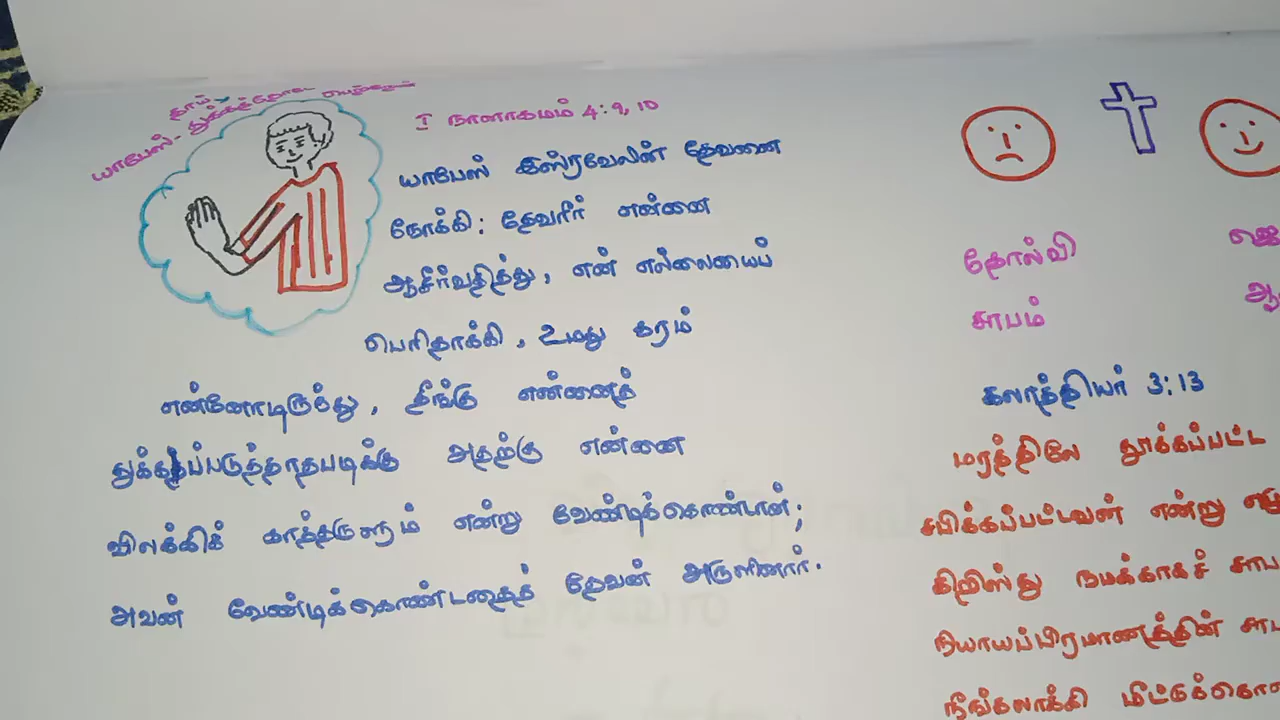 தாய்
யாபேஸ் - துக்கத்தோடு பெற்றேன்
I நாளாகமம் 4: 9, 10
யாபேஸ் இஸ்ரவேலின் தேவனை
நோக்கி: தேவரீர் என்னை
ஆசீர்வதித்து, என் எல்லையைப்
பெரிதாக்கி, உமது கரம்
என்னோடிருந்து, தீங்கு என்னைத்
துக்கப்படுத்தாதபடிக்கு அதற்கு என்னை
விலக்கிக் காத்தருளும் என்று வேண்டிக்கொண்டான்;
அவன் வேண்டிக்கொண்டதைத் தேவன் அருளினார்.
தோல்வி
சாபம்
கலாத்தியர் 3: 13
மரத்திலே தூக்கப்பட்ட
சபிக்கப்பட்டவன் என்று
கிறிஸ்து நமக்காகச்
நியாயப்பிரமாணத்தின்
நீங்கலாக்கி